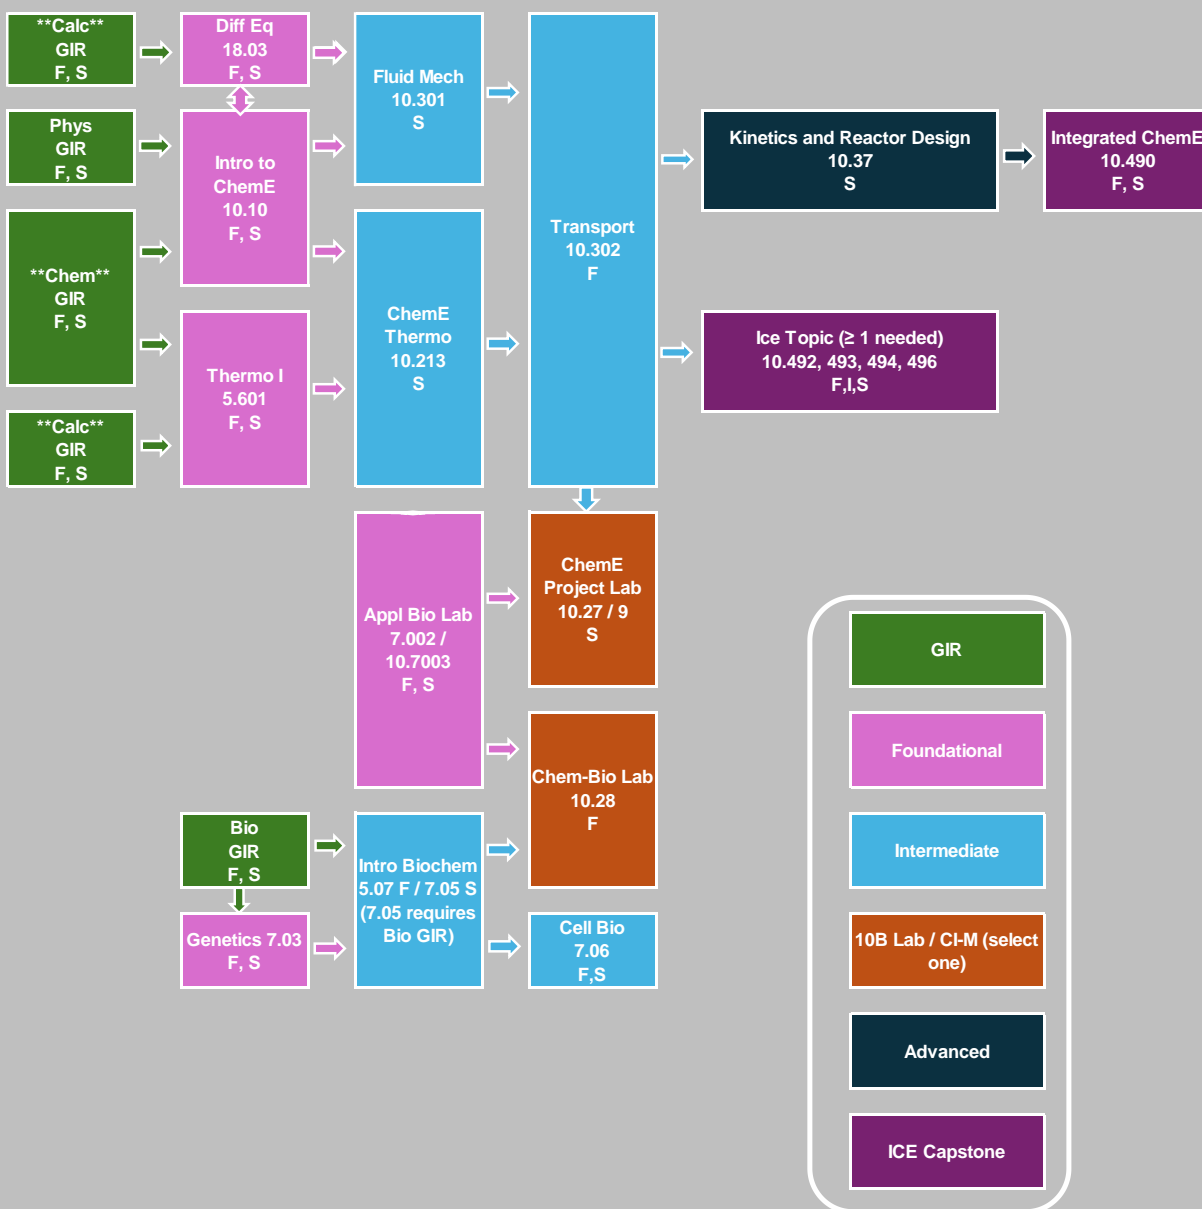 **Calc**
GIR
F, S
Diff Eq
18.03
F, S
Fluid Mech
10.301
S
Phys
GIR
F, S
Intro to
ChemE
10.10
F, S
Transport
10.302
F
Kinetics and Reactor Design
10.37
S
Integrated ChemE
10.490
F, S
**Chem**
GIR
F, S
Thermo I
5.601
F, S
ChemE
Thermo
10.213
S
Ice Topic (≥ 1 needed)
10.492, 493, 494, 496
F,I,S
**Calc**
GIR
F, S
Appl Bio Lab
7.002 /
10.7003
F, S
ChemE
Project Lab
10.27 / 9
S
Chem-Bio Lab
10.28
F
Bio
GIR
F, S
Intro Biochem
5.07 F / 7.05 S
(7.05 requires
Bio GIR)
Genetics 7.03
F, S
Cell Bio
7.06
F,S
GIR
Foundational
Intermediate
10B Lab / CI-M (select
one)
Advanced
ICE Capstone